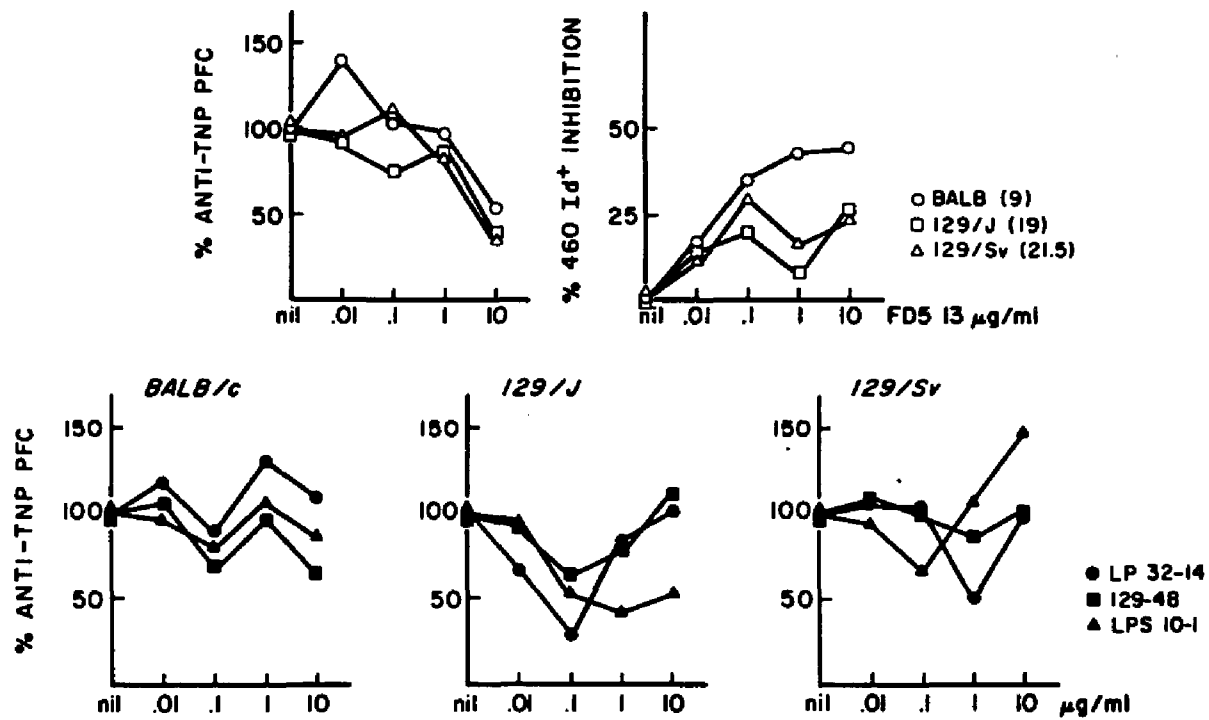 % ANTI-TNP PFC
150
100
50
nil .01 .1 1 10
% 460 Id+ INHIBITION
50
25
nil .01 .1 1 10 FD5 13 µg/ml
BALB (9)
129/J (19)
129/Sv (21.5)
% ANTI-TNP PFC
BALB/c
150
100
50
nil .01 .1 1 10
129/J
150
100
50
nil .01 .1 1 10
129/Sv
150
100
50
nil .01 .1 1 10 µg/ml
LP 32-14
129-48
LPS 10-1